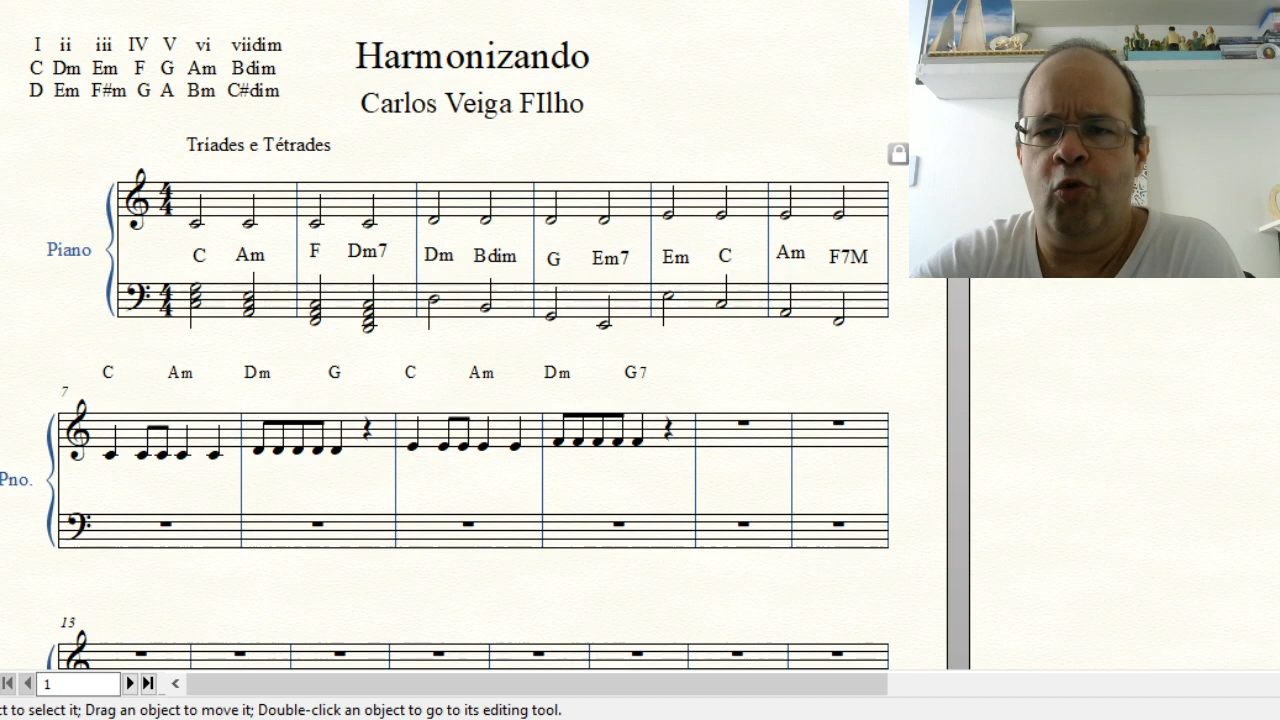 I ii iii IV V vi viidim
C Dm Em F G Am Bdim
D Em F#m G A Bm C#dim
Harmonizando
Carlos Veiga FIlho
Tríades e Tétrades
Piano
C Am F Dm7 Dm Bdim G Em7 Em C Am F7M
C Am Dm G C Am Dm G7
7
Pno.
13
1
ct to select it; Drag an object to move it; Double-click an object to go to its editing tool.